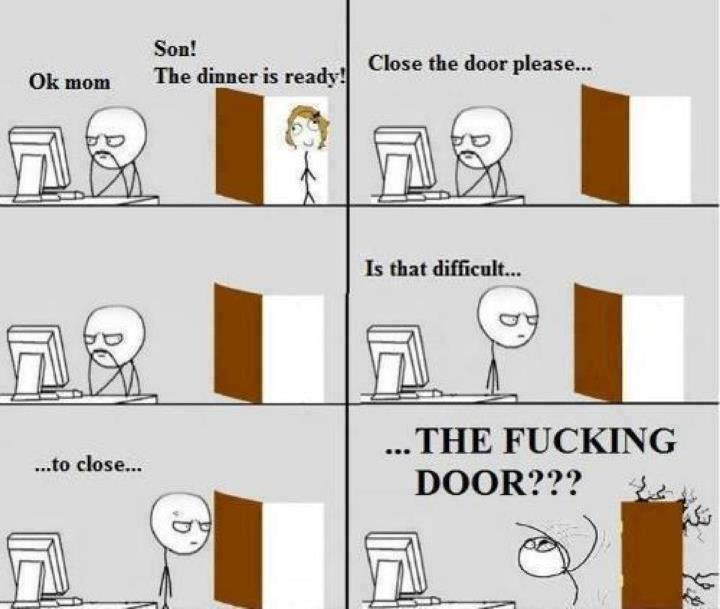 Son!
Ok mom
The dinner is ready!
Close the door please...
Is that difficult...
...to close...
...THE FUCKING
DOOR???